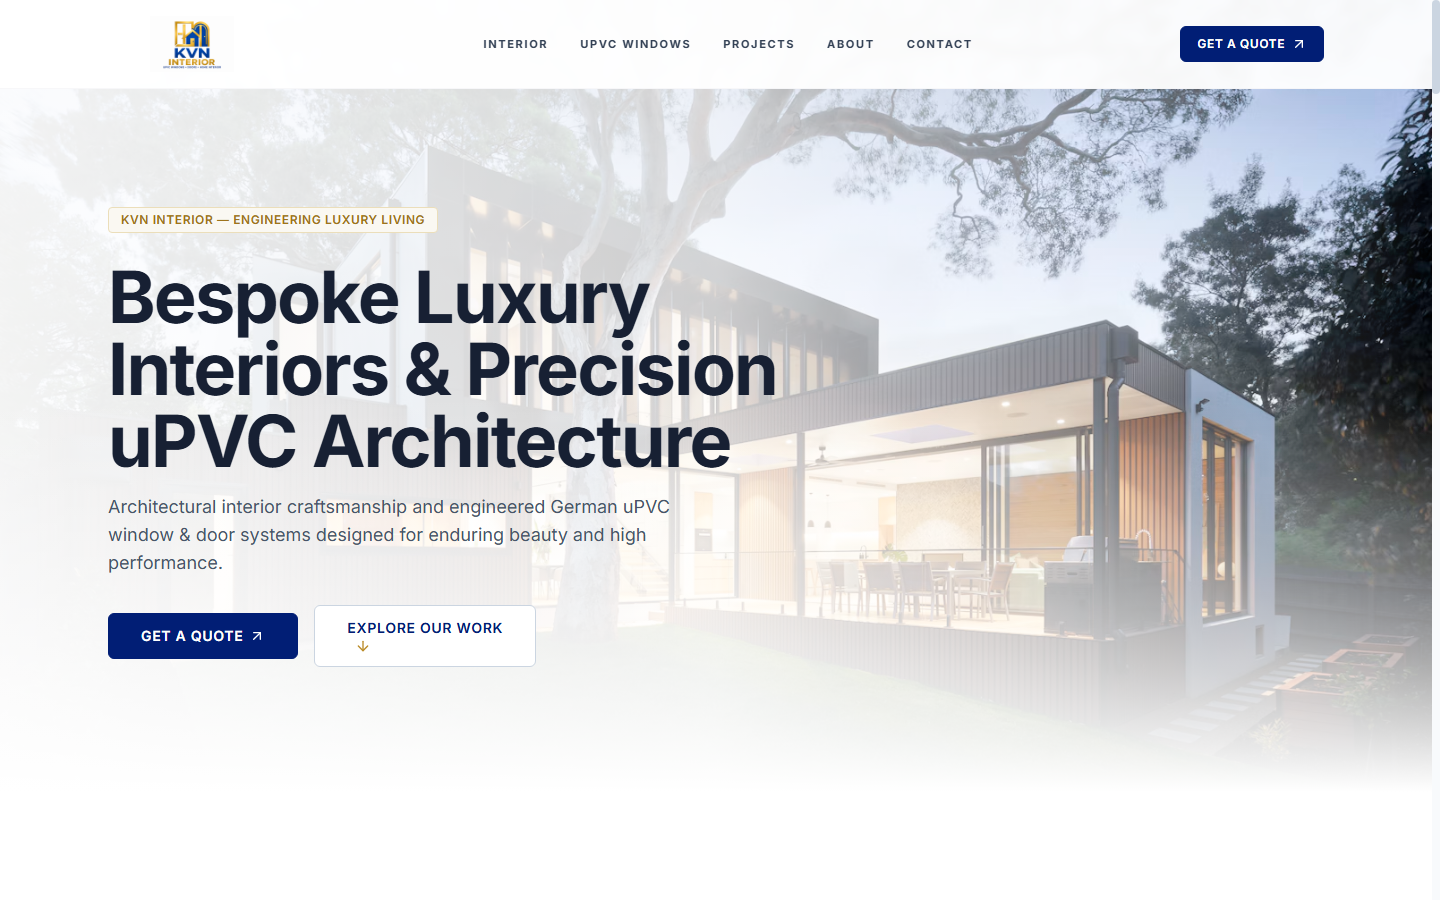 KVN
INTERIOR
INTERIOR
UPVC WINDOWS
PROJECTS
ABOUT
CONTACT
GET A QUOTE
KVN INTERIOR — ENGINEERING LUXURY LIVING
Bespoke Luxury
Interiors & Precision
uPVC Architecture
Architectural interior craftsmanship and engineered German uPVC
window & door systems designed for enduring beauty and high
performance.
GET A QUOTE
EXPLORE OUR WORK